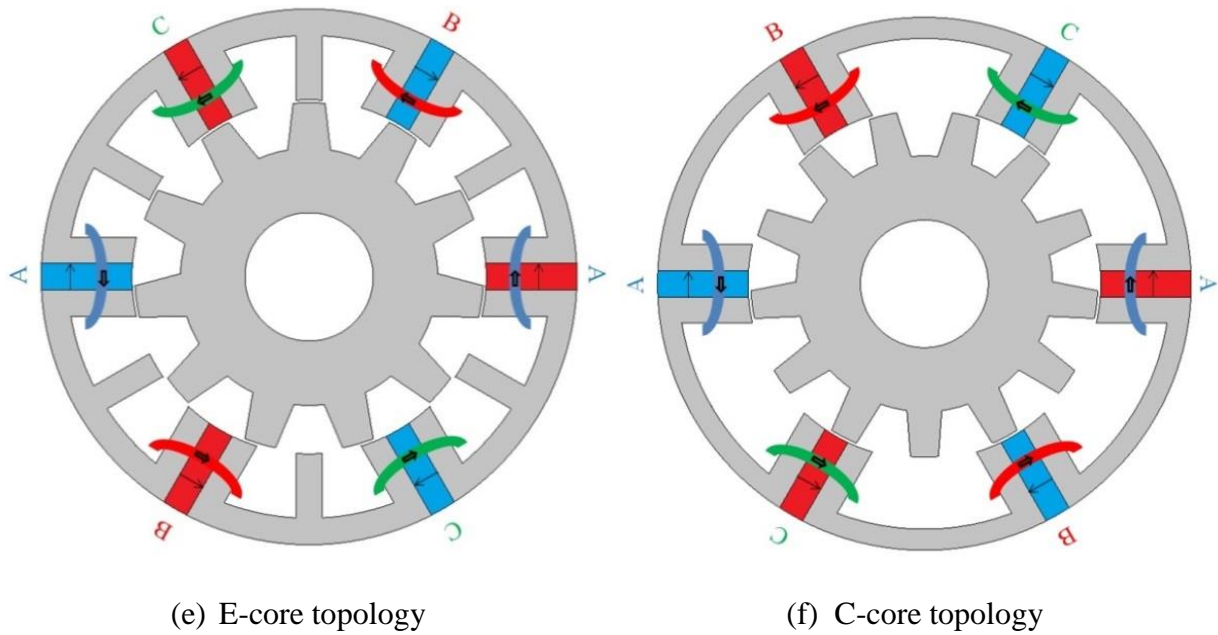 C B
A A
B C
(e) E-core topology
B C
A A
C B
(f) C-core topology